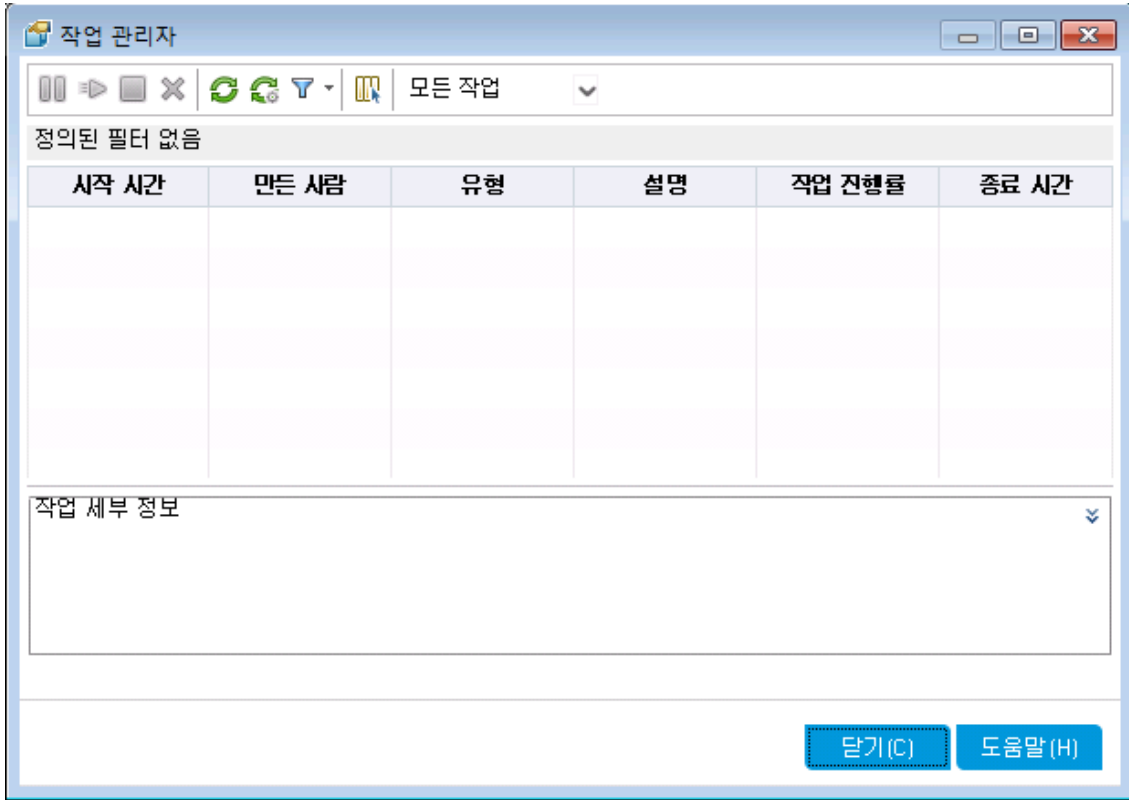 작업 관리자
모든 작업
정의된 필터 없음
시작 시간 만든 사람 유형 설명 작업 진행률 종료 시간
작업 세부 정보
닫기(C) 도움말(H)